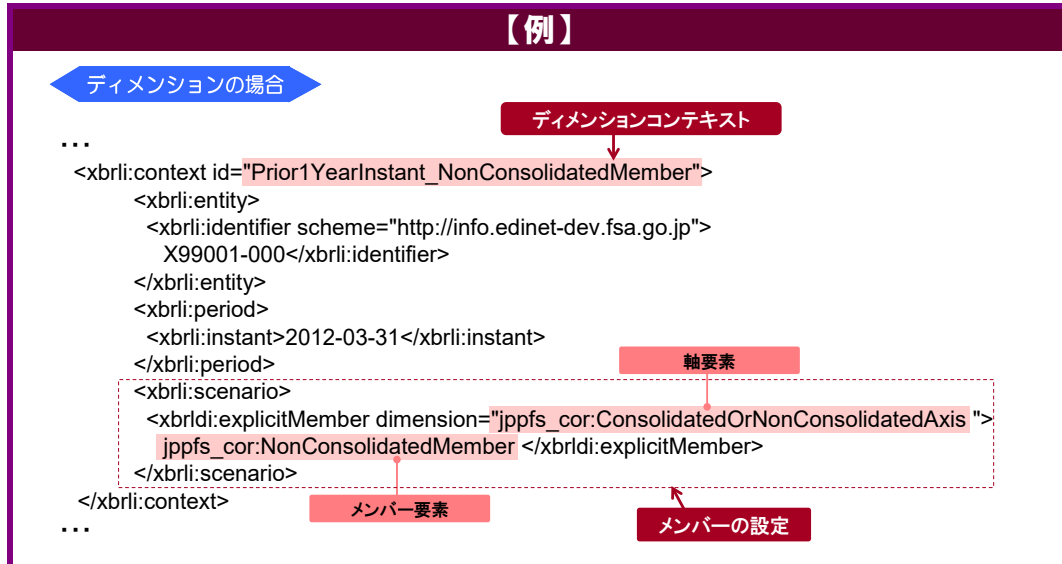 【例】
ディメンションの場合
ディメンションコンテキスト
...
<xbrli:context id="Prior1YearInstant_NonConsolidatedMember">
<xbrli:entity>
<xbrli:identifier scheme="http://info.edinet-dev.fsa.go.jp">
X99001-000</xbrli:identifier>
</xbrli:entity>
<xbrli:period>
<xbrli:instant>2012-03-31</xbrli:instant>
</xbrli:period>
軸要素
<xbrli:scenario>
<xbrldi:explicitMember dimension="jppfs_cor:ConsolidatedOrNonConsolidatedAxis ">
jppfs_cor:NonConsolidatedMember </xbrldi:explicitMember>
</xbrli:scenario>
</xbrli:context>
メンバー要素
メンバーの設定
...